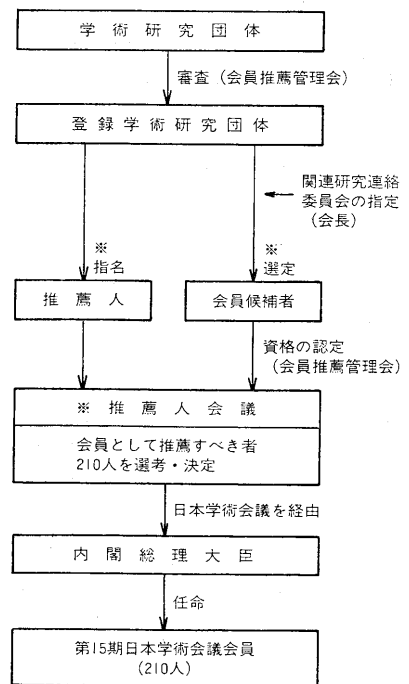 学術研究団体
審査（会員推薦管理会）
登録学術研究団体
関連研究連絡
委員会の指定
（会長）
※
指名
※
選定
推薦人
会員候補者
資格の認定
（会員推薦管理会）
※推薦人会議
会員として推薦すべき者
210人を選考・決定
日本学術会議を経由
内閣総理大臣
任命
第15期日本学術会議会員
（210人）